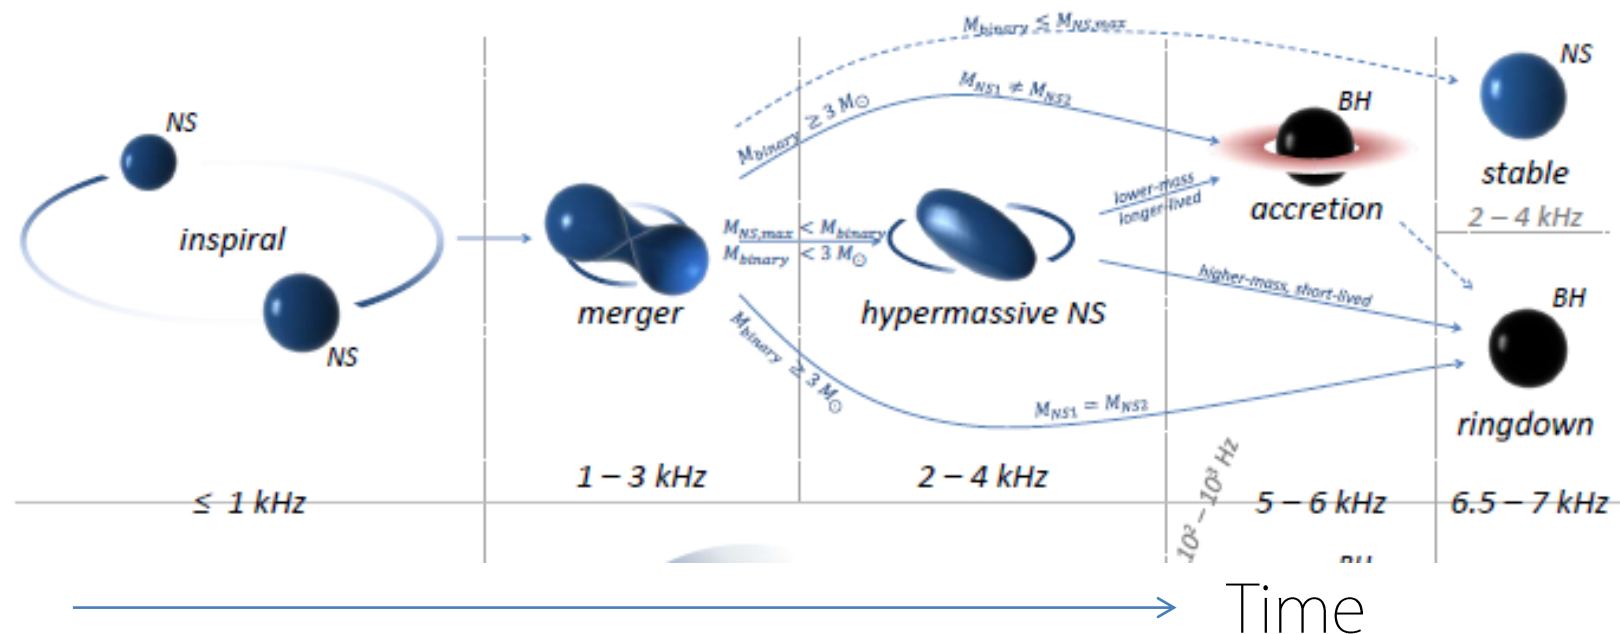 NS
inspiral
NS
≤ 1 kHz
merger
1 – 3 kHz
M_binary ≤ M_NS,max
M_binary ≥ 3 M_⊙
M_NS1 ≠ M_NS2
M_NS,max < M_binary
M_binary < 3 M_⊙
M_binary ≥ 3 M_⊙
M_NS1 = M_NS2
hypermassive NS
2 – 4 kHz
lower-mass
longer-lived
higher-mass, short-lived
BH
accretion
10² – 10³ Hz
5 – 6 kHz
NS
stable
2 – 4 kHz
BH
ringdown
6.5 – 7 kHz
Time